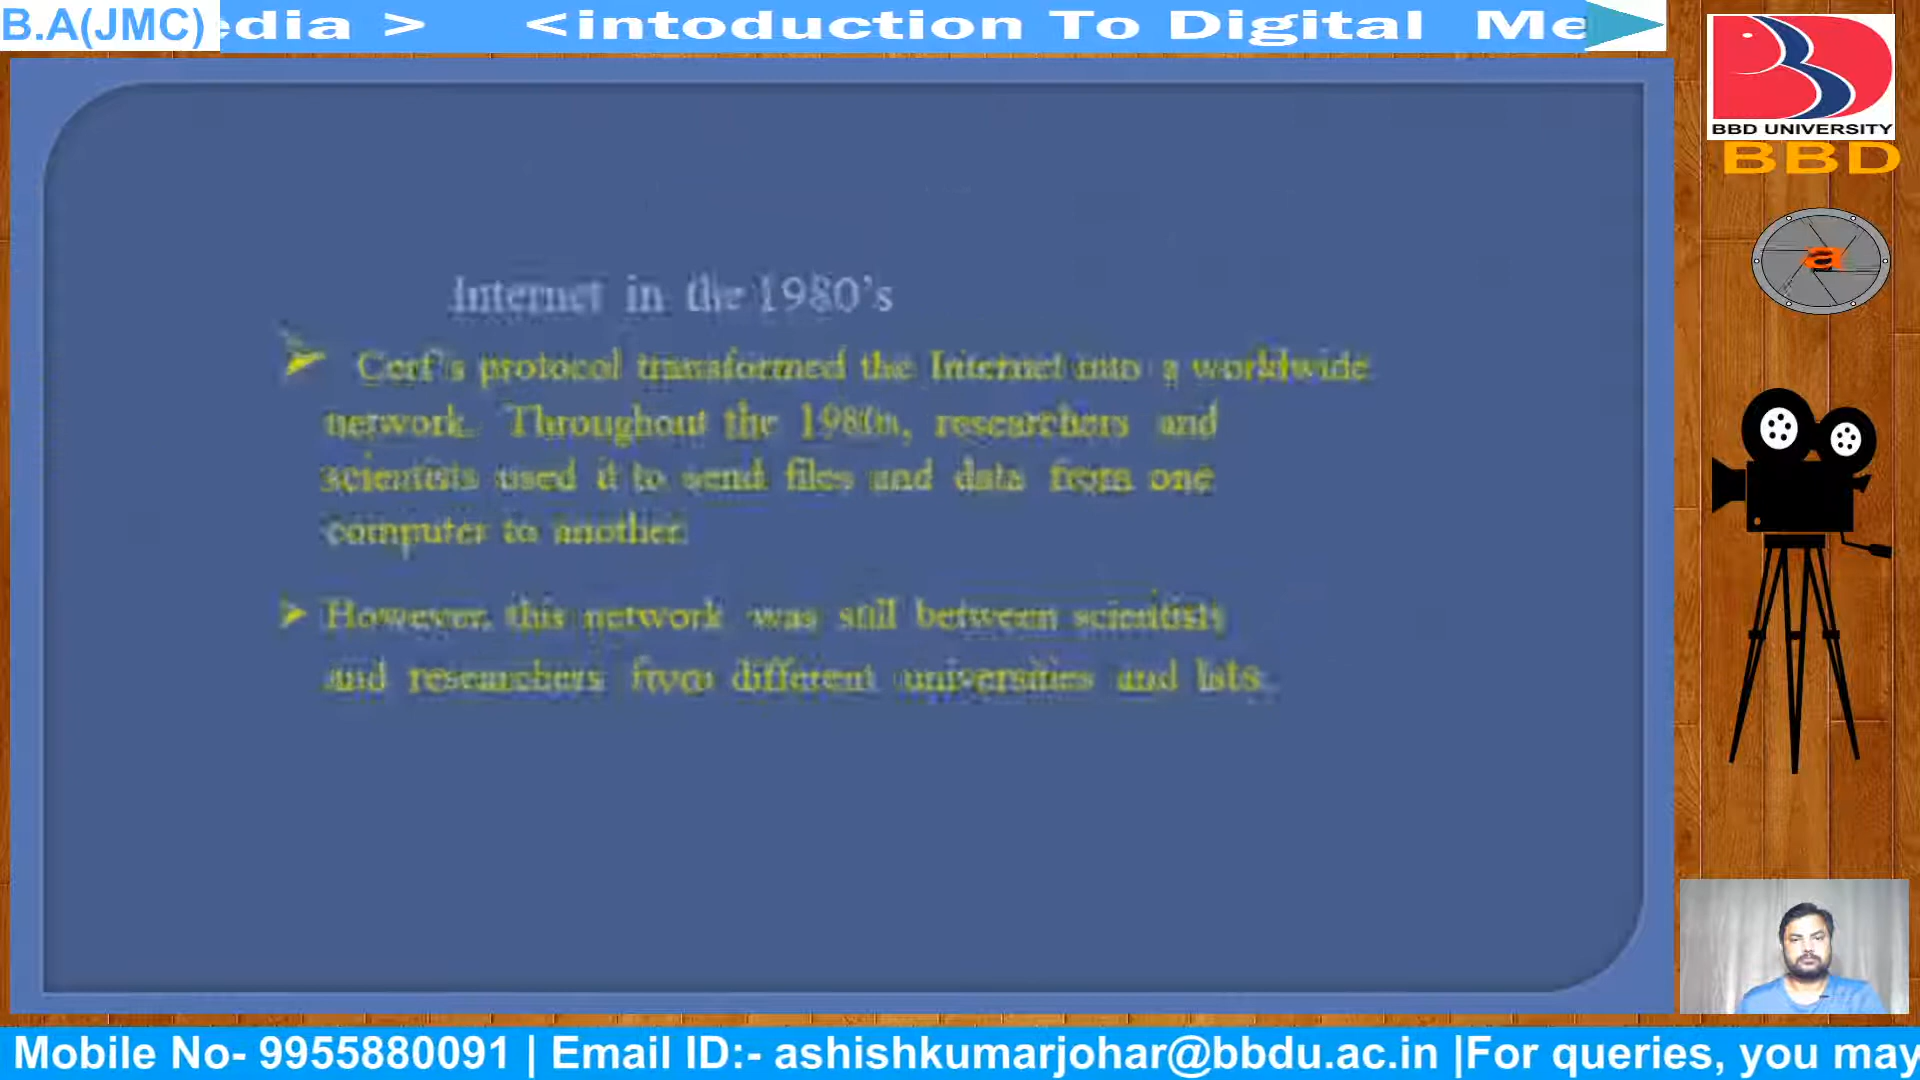 B.A(JMC)
edia > <intoduction To Digital Me
BBD UNIVERSITY
BBD
a
Internet in the 1980's
➢ Cerf's protocol transformed the Internet into a worldwide
network. Throughout the 1980s, researchers and
scientists used it to send files and data from one
computer to another.
➢ However, this network was still between scientists
and researchers from different universities and labs.
Mobile No- 9955880091 | Email ID:- ashishkumarjohar@bbdu.ac.in |For queries, you may